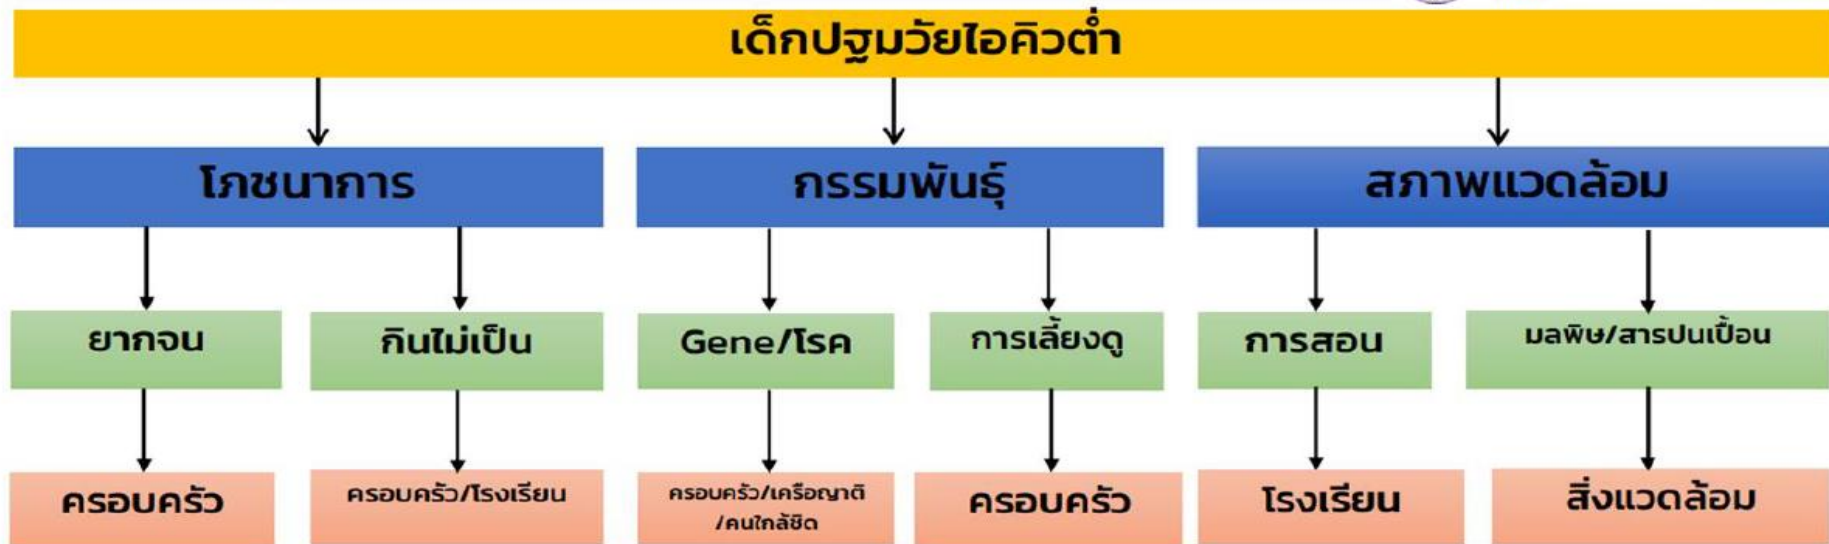 เด็กปฐมวัยไอคิวต่ำ
โภชนาการ
กรรมพันธุ์
สภาพแวดล้อม
ยากจน
กินไม่เป็น
Gene/โรค
การเลี้ยงดู
การสอน
มลพิษ/สารปนเปื้อน
ครอบครัว
ครอบครัว/โรงเรียน
ครอบครัว/เครือญาติ
/คนใกล้ชิด
ครอบครัว
โรงเรียน
สิ่งแวดล้อม